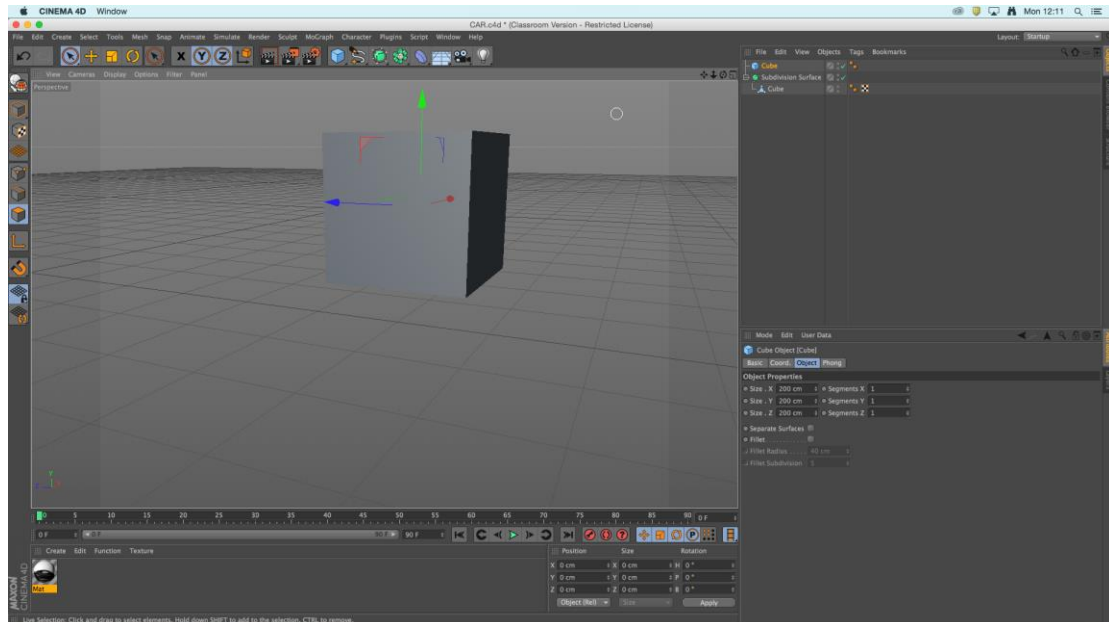 CINEMA 4D Window
Mon 12:11
CAR.c4d * (Classroom Version - Restricted License)
File Edit Create Select Tools Mesh Snap Animate Simulate Render Sculpt MoGraph Character Plugins Script Window Help
Layout: Startup
X Y Z
File Edit View Objects Tags Bookmarks
View Cameras Display Options Filter Panel
Perspective
Cube
Subdivision Surface
Cube
Mode Edit User Data
Cube Object [Cube]
Basic Coord. Object Phong
Object Properties
Size . X 200 cm Segments X 1
Size . Y 200 cm Segments Y 1
Size . Z 200 cm Segments Z 1
Separate Surfaces
Fillet
Fillet Radius 40 cm
Fillet Subdivision 5
Y
0 5 10 15 20 25 30 35 40 45 50 55 60 70 75 80 85 90 0 F
0 F 90 F 90 F
Create Edit Function Texture
Position Size Rotation
X 0 cm X 0 cm H 0 °
Y 0 cm Y 0 cm P 0 °
Z 0 cm Z 0 cm B 0 °
Object (Rel) Size Apply
Mat
MAXON
CINEMA 4D
Live Selection: Click and drag to select elements. Hold down SHIFT to add to the selection, CTRL to remove.